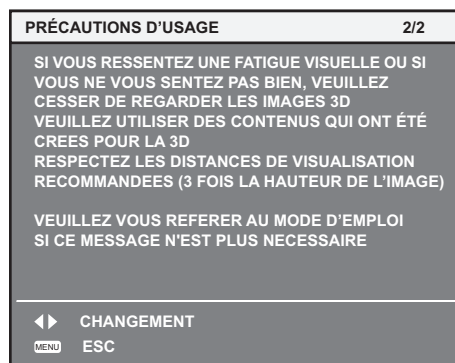 PRÉCAUTIONS D'USAGE 2/2
SI VOUS RESSENTEZ UNE FATIGUE VISUELLE OU SI
VOUS NE VOUS SENTEZ PAS BIEN, VEUILLEZ
CESSER DE REGARDER LES IMAGES 3D
VEUILLEZ UTILISER DES CONTENUS QUI ONT ÉTÉ
CREES POUR LA 3D
RESPECTEZ LES DISTANCES DE VISUALISATION
RECOMMANDEES (3 FOIS LA HAUTEUR DE L'IMAGE)
VEUILLEZ VOUS REFERER AU MODE D'EMPLOI
SI CE MESSAGE N'EST PLUS NECESSAIRE
CHANGEMENT
MENU ESC